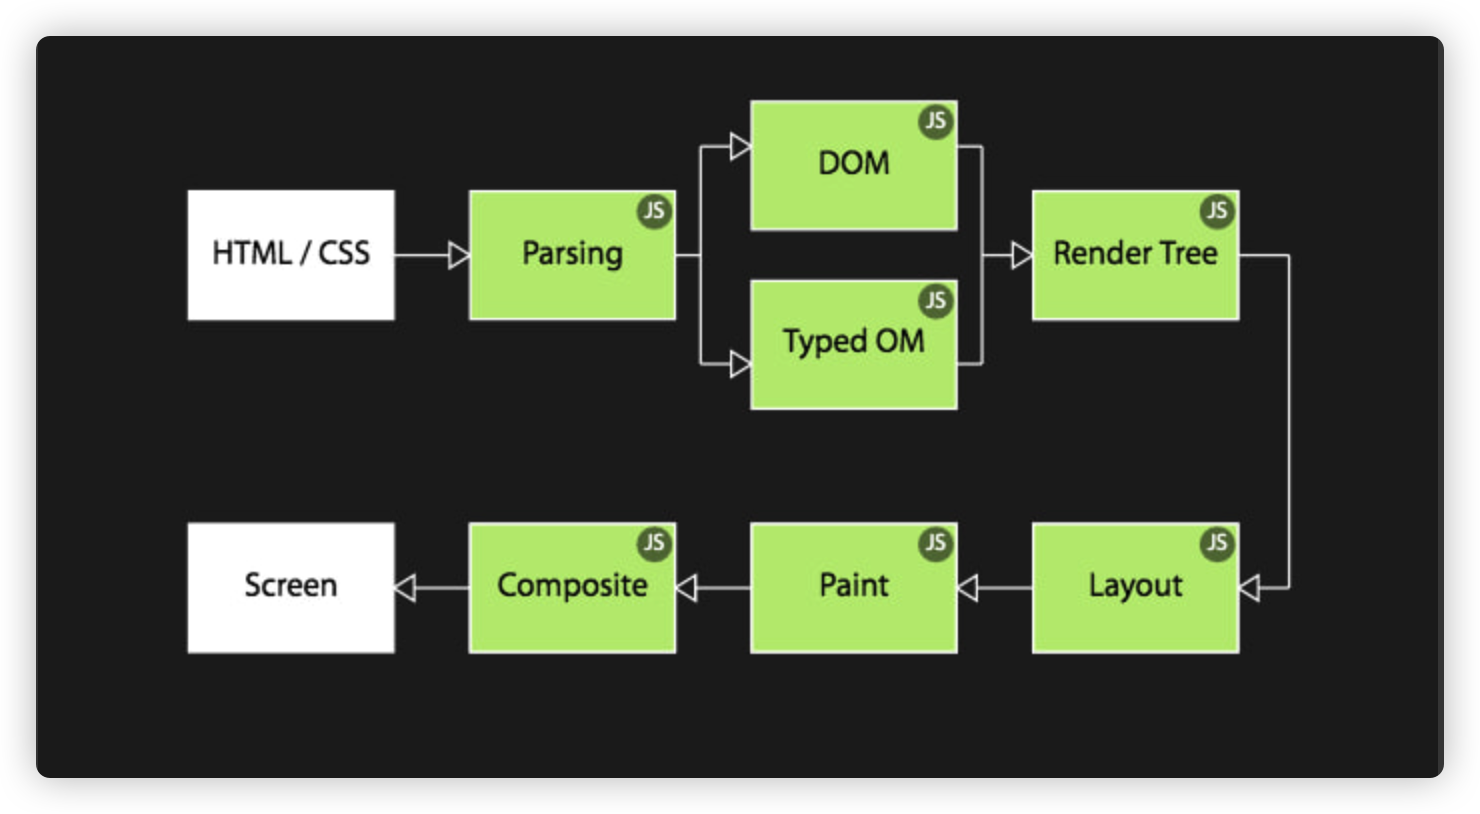 HTML / CSS
JS
Parsing
JS
DOM
JS
Typed OM
JS
Render Tree
JS
Layout
JS
Paint
JS
Composite
Screen